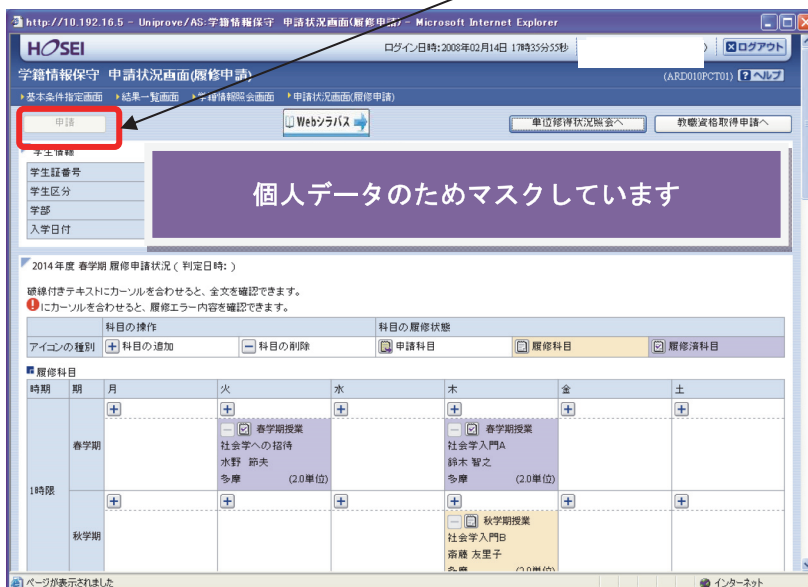 http://10.192.16.5 - Uniprove/AS:学籍情報保守 申請状況画面(履修申請) - Microsoft Internet Explorer
HOSEI
ログイン日時:2008年02月14日 17時35分55秒
ログアウト
学籍情報保守 申請状況画面(履修申請)
(ARD010PCT01) ? ヘルプ
基本条件指定画面 結果一覧画面 学籍情報照会画面 申請状況画面(履修申請)
申請
Webシラバス
単位修得状況照会へ
教職資格取得申請へ
学生情報
学生証番号
学生区分
学部
入学日付
個人データのためマスクしています
2014年度 春学期 履修申請状況 ( 判定日時: )
破線付きテキストにカーソルを合わせると、全文を確認できます。
にカーソルを合わせると、履修エラー内容を確認できます。
科目の操作 科目の履修状態
アイコンの種別 科目の追加 科目の削除 申請科目 履修科目 履修済科目
履修科目
時期 期 月 火 水 木 金 土
1時限
春学期
春学期授業
社会学への招待
水野 節夫
多摩 (2.0単位)
春学期授業
社会学入門A
鈴木 智之
多摩 (2.0単位)
秋学期
秋学期授業
社会学入門B
斎藤 友里子
多摩 (2.0単位)
ページが表示されました
インターネット